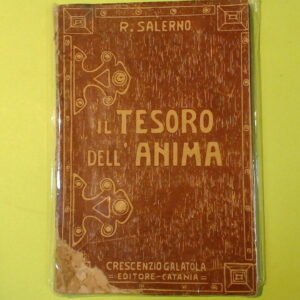 R. SALERNO
IL TESORO
DELL'ANIMA
CRESCENZIO GALATOLA
EDITORE-CATANIA